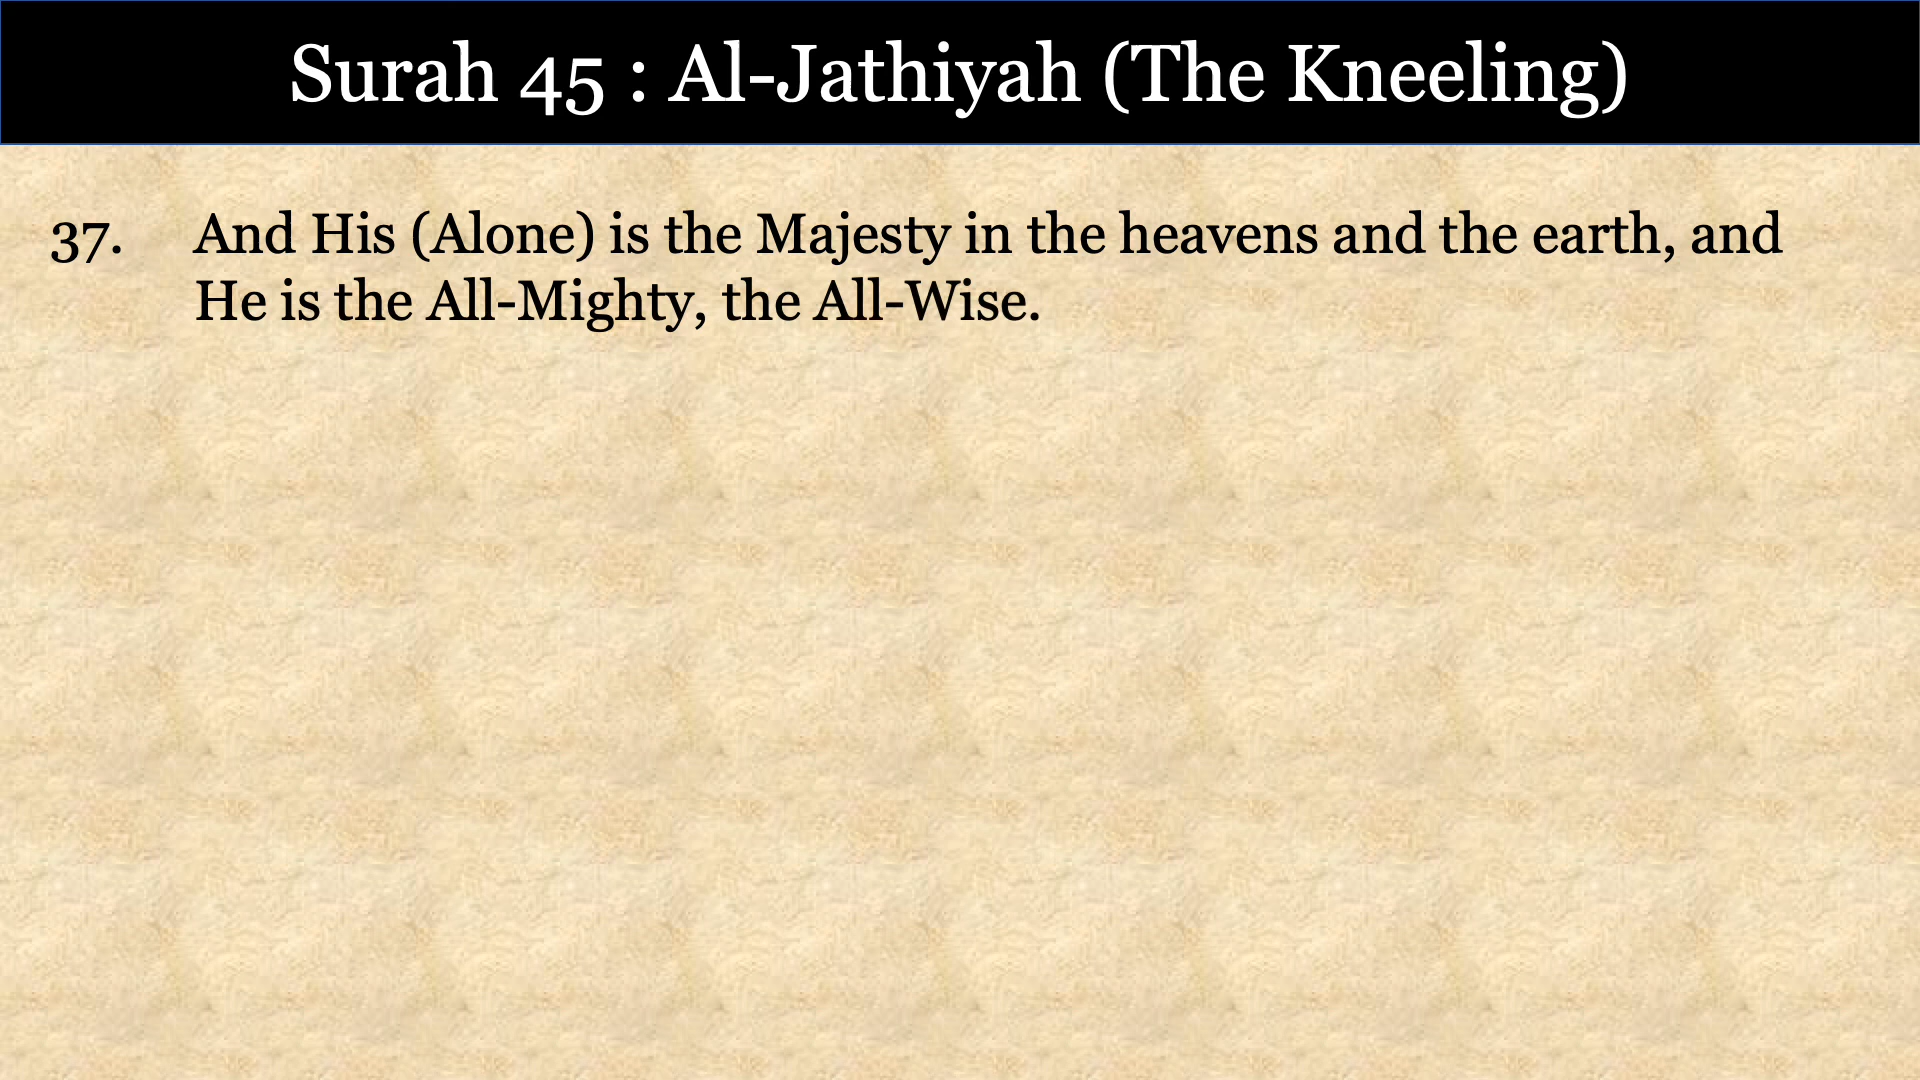 Surah 45 : Al-Jathiyah (The Kneeling)
37. And His (Alone) is the Majesty in the heavens and the earth, and
He is the All-Mighty, the All-Wise.